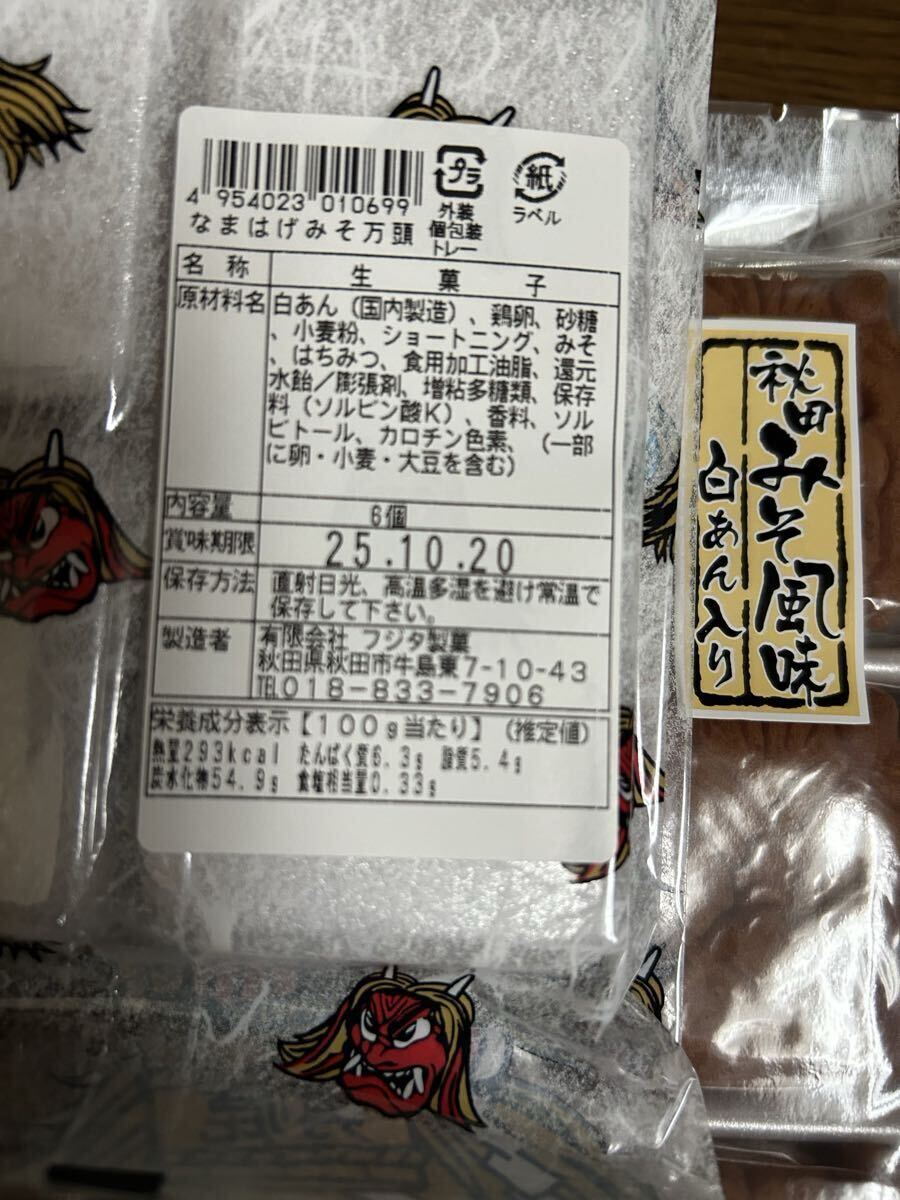 4 954023 010699
プラ
外装
個包装
トレー
紙
ラベル
なまはげみそ万頭
名称 生菓子
原材料名 白あん（国内製造）、鶏卵、砂糖
、小麦粉、ショートニング、みそ
、はちみつ、食用加工油脂、還元
水飴／膨張剤、増粘多糖類、保存
料（ソルビン酸K）、香料、ソル
ビトール、カロチン色素、（一部
に卵・小麦・大豆を含む）
内容量 6個
賞味期限 25.10.20
保存方法 直射日光、高温多湿を避け常温で
保存して下さい。
製造者 有限会社 フジタ製菓
秋田県秋田市牛島東7-10-43
TEL018-833-7906
栄養成分表示【100g当たり】（推定値）
熱量293kcal たんぱく質6.3g 脂質5.4g
炭水化物54.9g 食塩相当量0.33g
秋田みそ風味
白あん入り